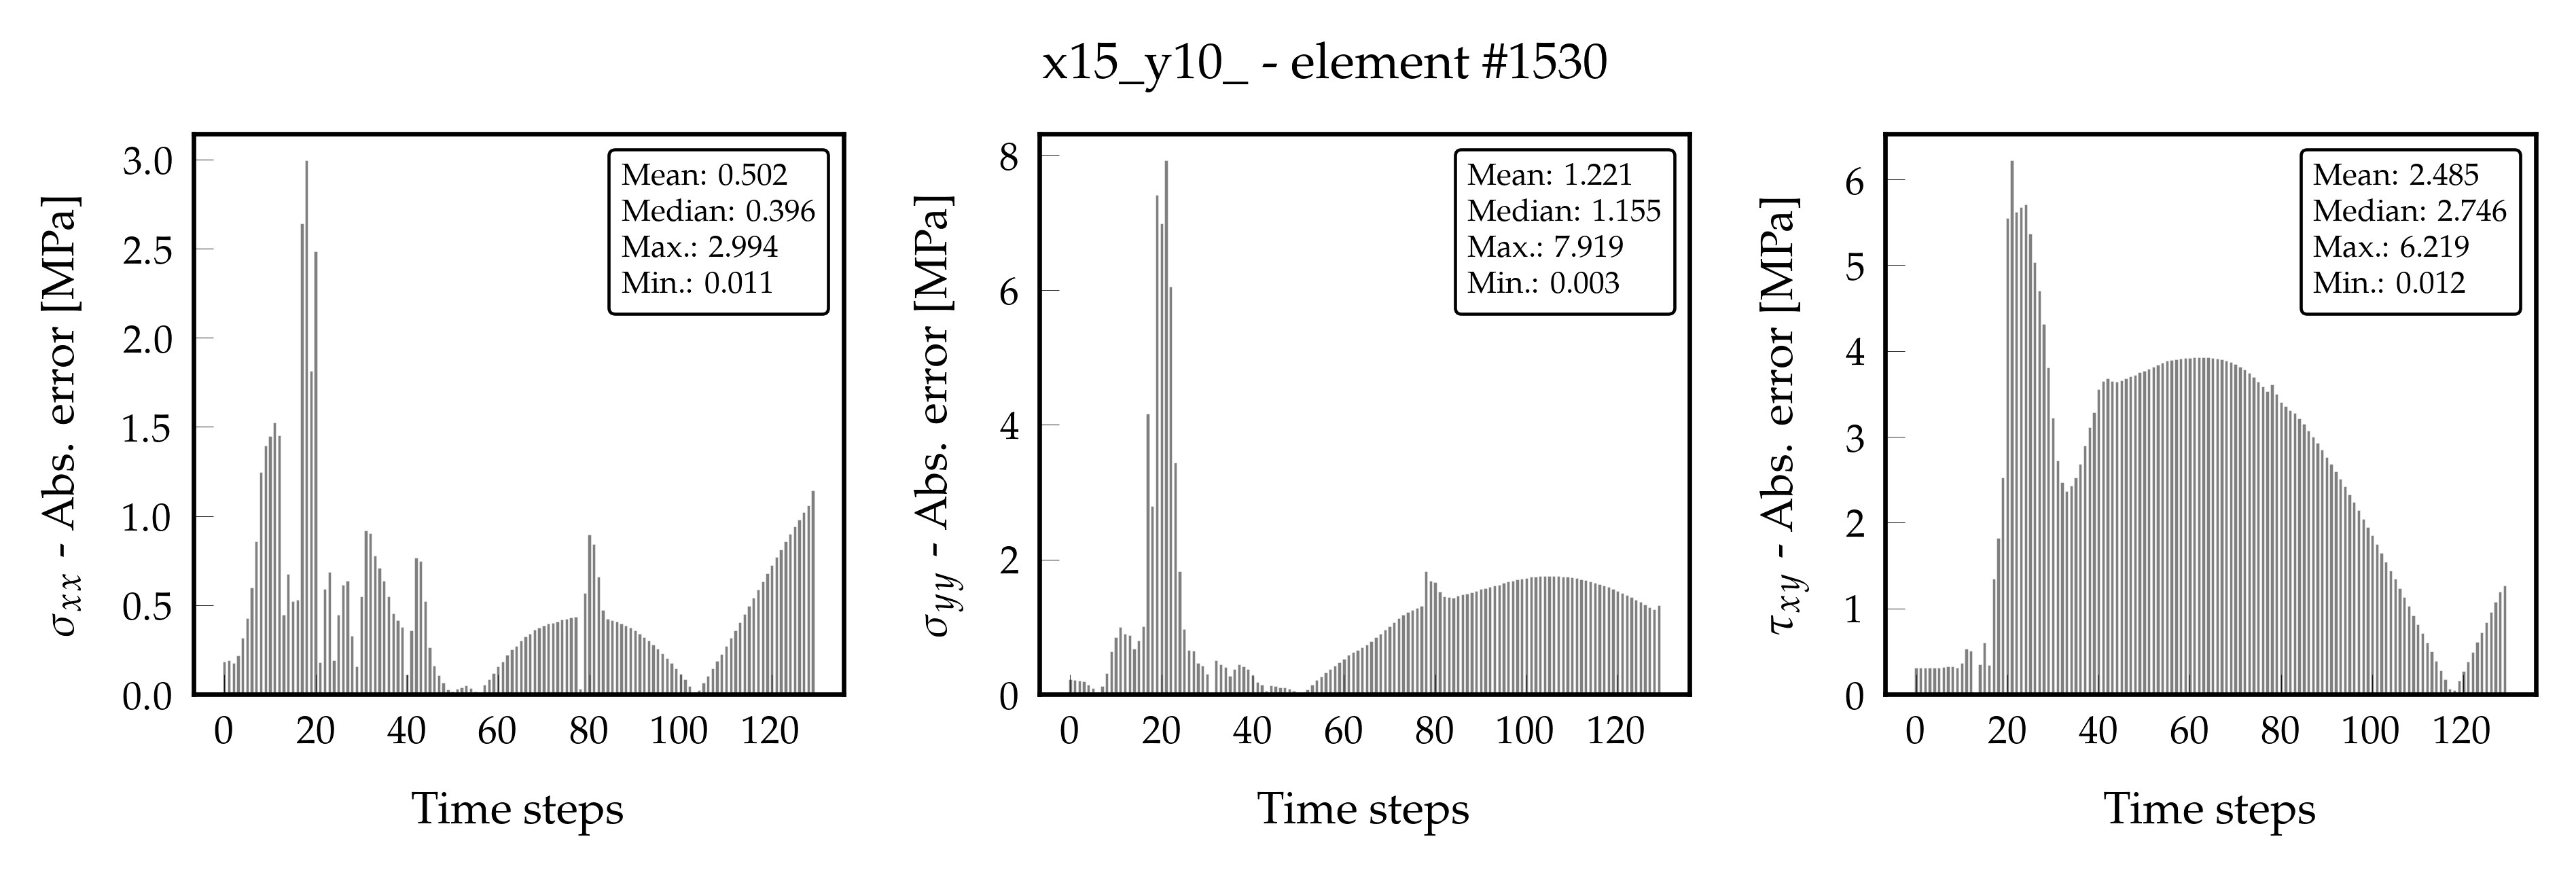 x15_y10_ - element #1530
σxx - Abs. error [MPa]
3.0
2.5
2.0
1.5
1.0
0.5
0.0
Mean: 0.502
Median: 0.396
Max.: 2.994
Min.: 0.011
0 20 40 60 80 100 120
Time steps
σyy - Abs. error [MPa]
8
6
4
2
0
Mean: 1.221
Median: 1.155
Max.: 7.919
Min.: 0.003
0 20 40 60 80 100 120
Time steps
τxy - Abs. error [MPa]
6
5
4
3
2
1
0
Mean: 2.485
Median: 2.746
Max.: 6.219
Min.: 0.012
0 20 40 60 80 100 120
Time steps